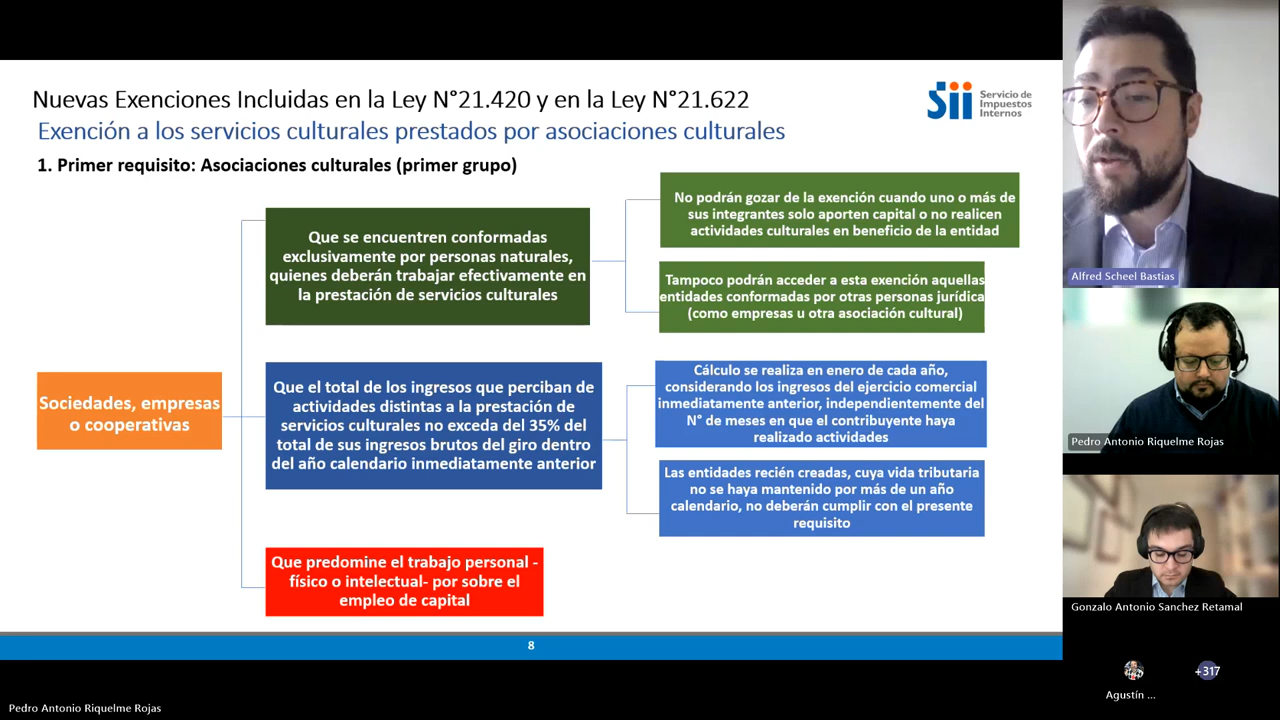 Nuevas Exenciones Incluidas en la Ley N°21.420 y en la Ley N°21.622
Exención a los servicios culturales prestados por asociaciones culturales
1. Primer requisito: Asociaciones culturales (primer grupo)
Sii Servicio de
Impuestos
Internos
Sociedades, empresas
o cooperativas
Que se encuentren conformadas
exclusivamente por personas naturales,
quienes deberán trabajar efectivamente en
la prestación de servicios culturales
No podrán gozar de la exención cuando uno o más de
sus integrantes solo aporten capital o no realicen
actividades culturales en beneficio de la entidad
Tampoco podrán acceder a esta exención aquellas
entidades conformadas por otras personas jurídica
(como empresas u otra asociación cultural)
Que el total de los ingresos que perciban de
actividades distintas a la prestación de
servicios culturales no exceda del 35% del
total de sus ingresos brutos del giro dentro
del año calendario inmediatamente anterior
Cálculo se realiza en enero de cada año,
considerando los ingresos del ejercicio comercial
inmediatamente anterior, independientemente del
N° de meses en que el contribuyente haya
realizado actividades
Las entidades recién creadas, cuya vida tributaria
no se haya mantenido por más de un año
calendario, no deberán cumplir con el presente
requisito
Que predomine el trabajo personal -
físico o intelectual- por sobre el
empleo de capital
8
Alfred Scheel Bastias
Pedro Antonio Riquelme Rojas
Gonzalo Antonio Sanchez Retamal
Agustín ...
+317
Pedro Antonio Riquelme Rojas